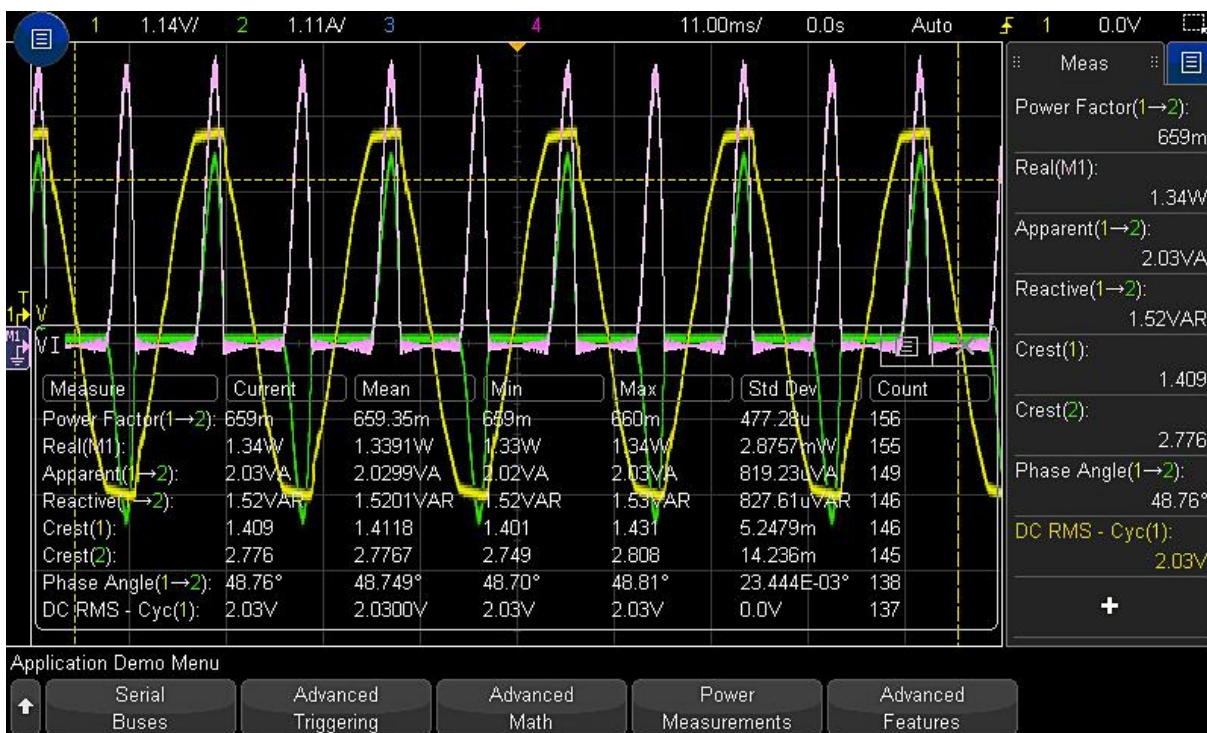 1 1.14V/ 2 1.11A/ 3 4 11.00ms/ 0.0s Auto 1 0.0V
Meas
Power Factor(1→2):
659m
Real(M1):
1.34W
Apparent(1→2):
2.03VA
Reactive(1→2):
1.52VAR
Crest(1):
1.409
Crest(2):
2.776
Phase Angle(1→2):
48.76°
DC RMS - Cyc(1):
2.03V
+
T
1 V
M1 VI
Measure Current Mean Min Max Std Dev Count
Power Factor(1→2): 659m 659.35m 659m 660m 477.28u 156
Real(M1): 1.34W 1.3391W 1.33W 1.34W 2.8757mW 155
Apparent(1→2): 2.03VA 2.0299VA 2.02VA 2.03VA 819.23uVA 149
Reactive(1→2): 1.52VAR 1.5201VAR 1.52VAR 1.53VAR 827.61uVAR 146
Crest(1): 1.409 1.4118 1.401 1.431 5.2479m 146
Crest(2): 2.776 2.7767 2.749 2.808 14.236m 145
Phase Angle(1→2): 48.76° 48.749° 48.70° 48.81° 23.444E-03° 138
DC RMS - Cyc(1): 2.03V 2.0300V 2.03V 2.03V 0.0V 137
Application Demo Menu
Serial
Buses
Advanced
Triggering
Advanced
Math
Power
Measurements
Advanced
Features